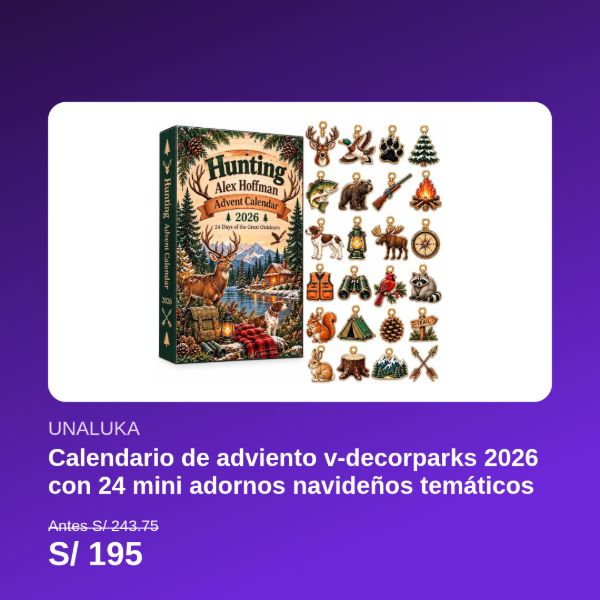 Hunting
Alex Hoffman
Advent Calendar
2026
24 Days of the Great Outdoors
Hunting Advent Calendar 2026
TRAIL
UNALUKA
Calendario de adviento v-decorparks 2026
con 24 mini adornos navideños temáticos
Antes S/ 243.75
S/ 195